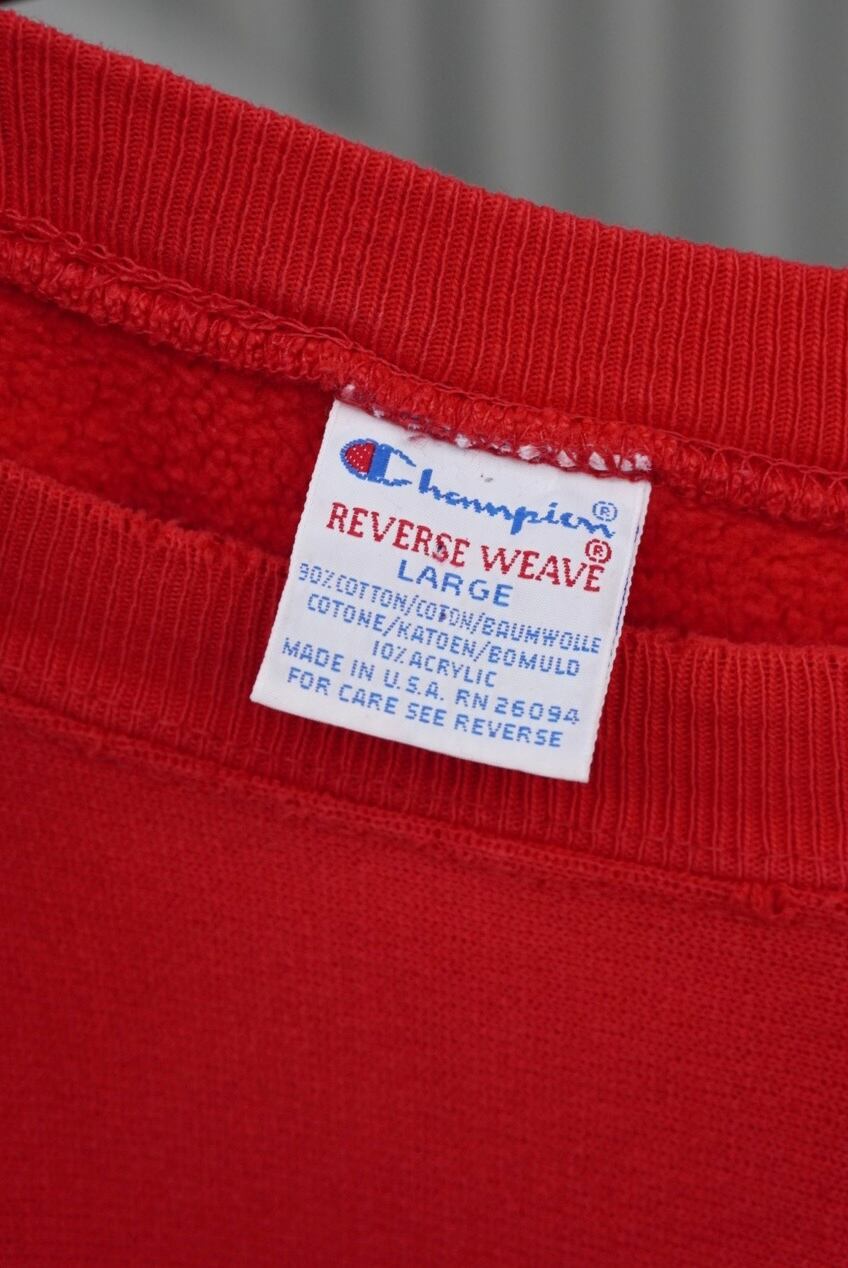 Champion®
REVERSE WEAVE®
LARGE
90% COTTON/COTON/BAUMWOLLE
COTONE/KATOEN/BOMULD
10% ACRYLIC
MADE IN U.S.A. RN 26094
FOR CARE SEE REVERSE